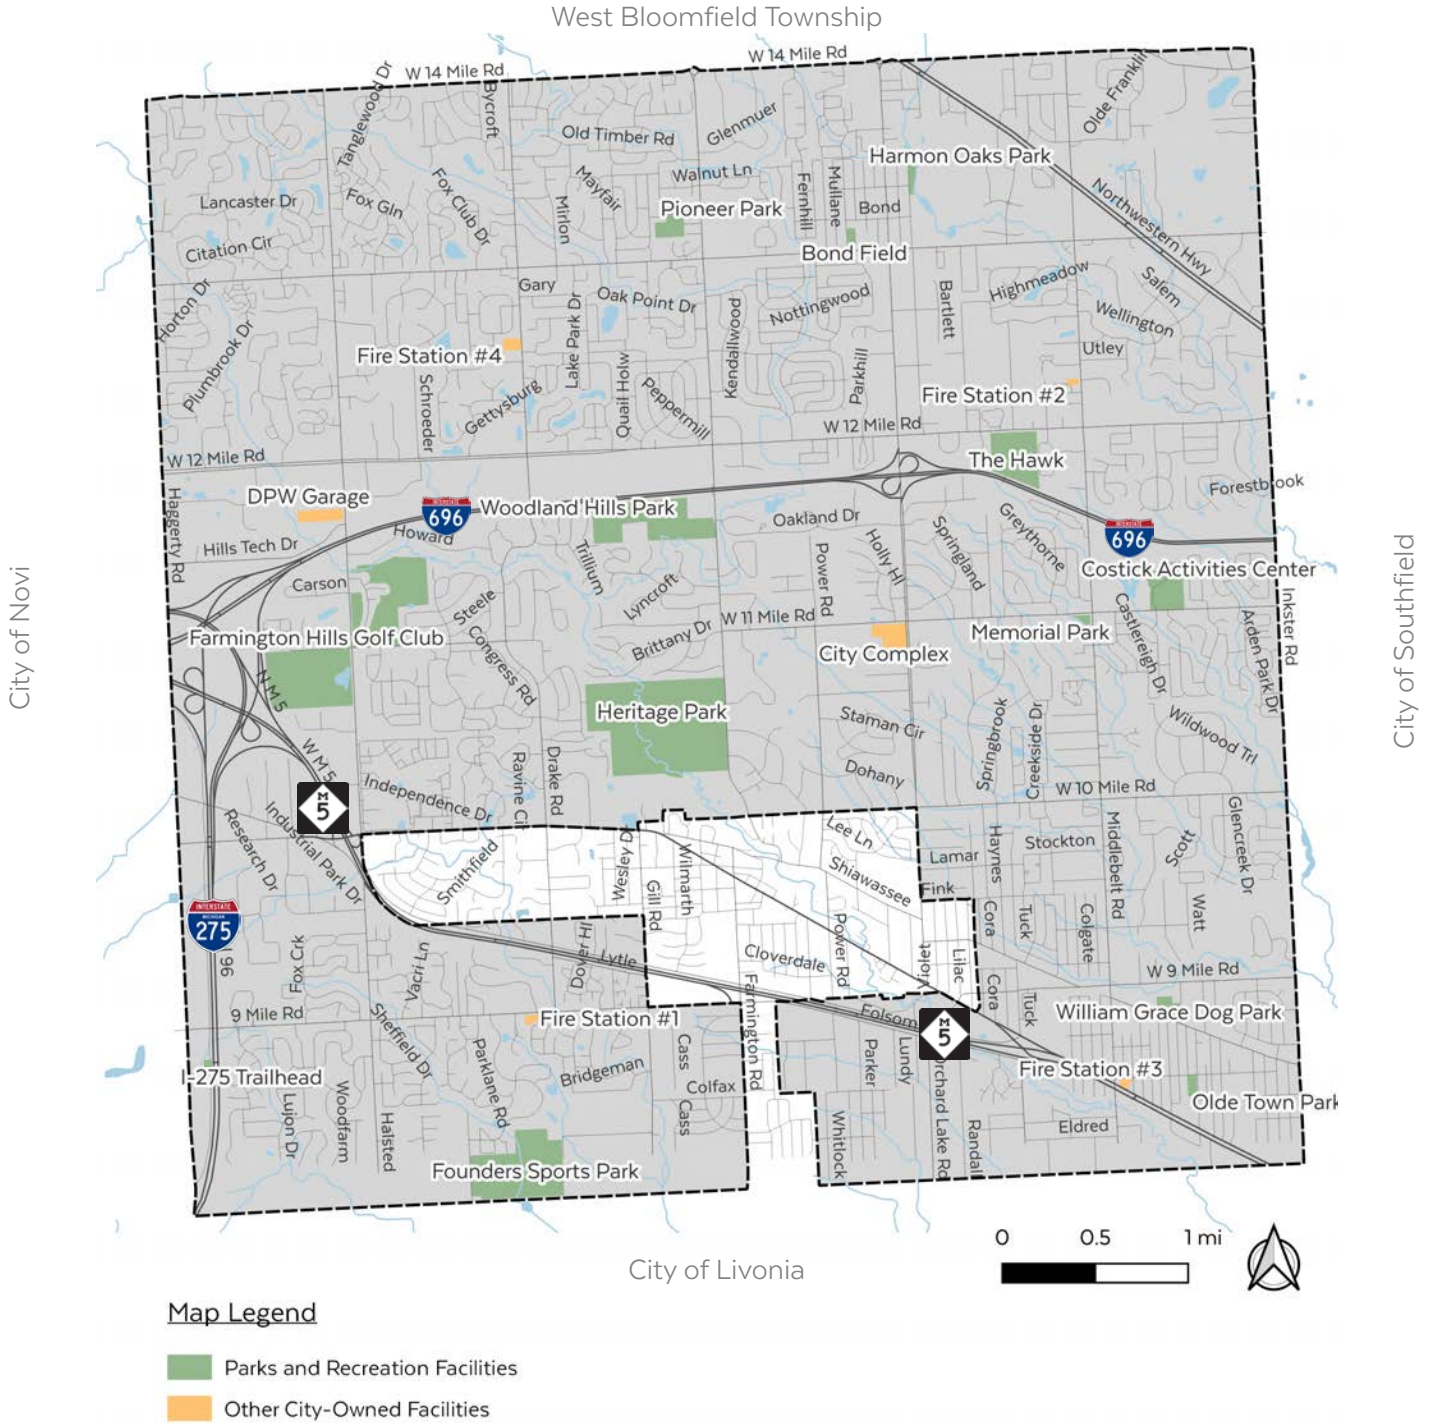 West Bloomfield Township
W 14 Mile Rd
W 14 Mile Rd
Tanglewood Dr
Bycroft
Old Timber Rd
Glenmuer
Olde Franklin
Harmon Oaks Park
Lancaster Dr
Fox Gln
Fox Club Dr
Mirlon
Mayfair
Walnut Ln
Pioneer Park
Fernhill
Mullane
Bond
Northwestern Hwy
Citation Cir
Bond Field
Horton Dr
Gary
Lake Park Dr
Oak Point Dr
Kendallwood
Nottingwood
Bartlett
Highmeadow
Salem
Wellington
Utley
Plumbrook Dr
Fire Station #4
Schroeder
Gettysburg
Quail Holw
Peppermill
Parkhill
Fire Station #2
W 12 Mile Rd
W 12 Mile Rd
The Hawk
Haggerty Rd
DPW Garage
INTERSTATE
696
Woodland Hills Park
Forestbrook
Howard
Hills Tech Dr
Oakland Dr
Holly Hl
Springland
Greythorne
INTERSTATE
696
Costick Activities Center
Carson
Steele
Trillium
Lyncroft
Power Rd
W 11 Mile Rd
Castlereigh Dr
Inkster Rd
Arden Park Dr
Farmington Hills Golf Club
Congress Rd
Brittany Dr
City Complex
Memorial Park
City of Novi
City of Southfield
N M 5
Heritage Park
Staman Cir
Springbrook
Creekside Dr
Wildwood Trl
W M 5
Ravine Cir
Drake Rd
Dohany
W 10 Mile Rd
M
5
Independence Dr
Research Dr
Industrial Park Dr
Smithfield
Wesley Dr
Gill Rd
Wilmarth
Lee Ln
Shiawassee
Lamar
Fink
Haynes
Stockton
Middlebelt Rd
Scott
Glencreek Dr
INTERSTATE
MICHIGAN
275
I 96
Fox Crk
Vacri Ln
Dover Hl
Lytle
Cloverdale
Power Rd
Violet
Lilac
Cora
Tuck
Colgate
Watt
W 9 Mile Rd
9 Mile Rd
Sheffield Dr
Fire Station #1
Farmington Rd
Folsom
M
5
Cora
Tuck
William Grace Dog Park
I-275 Trailhead
Parklane Rd
Bridgeman
Cass
Colfax
Parker
Lundy
Orchard Lake Rd
Fire Station #3
Olde Town Park
Lujon Dr
Woodfarm
Halsted
Cass
Whitlock
Randall
Eldred
Founders Sports Park
City of Livonia
0 0.5 1 mi
Map Legend
Parks and Recreation Facilities
Other City-Owned Facilities